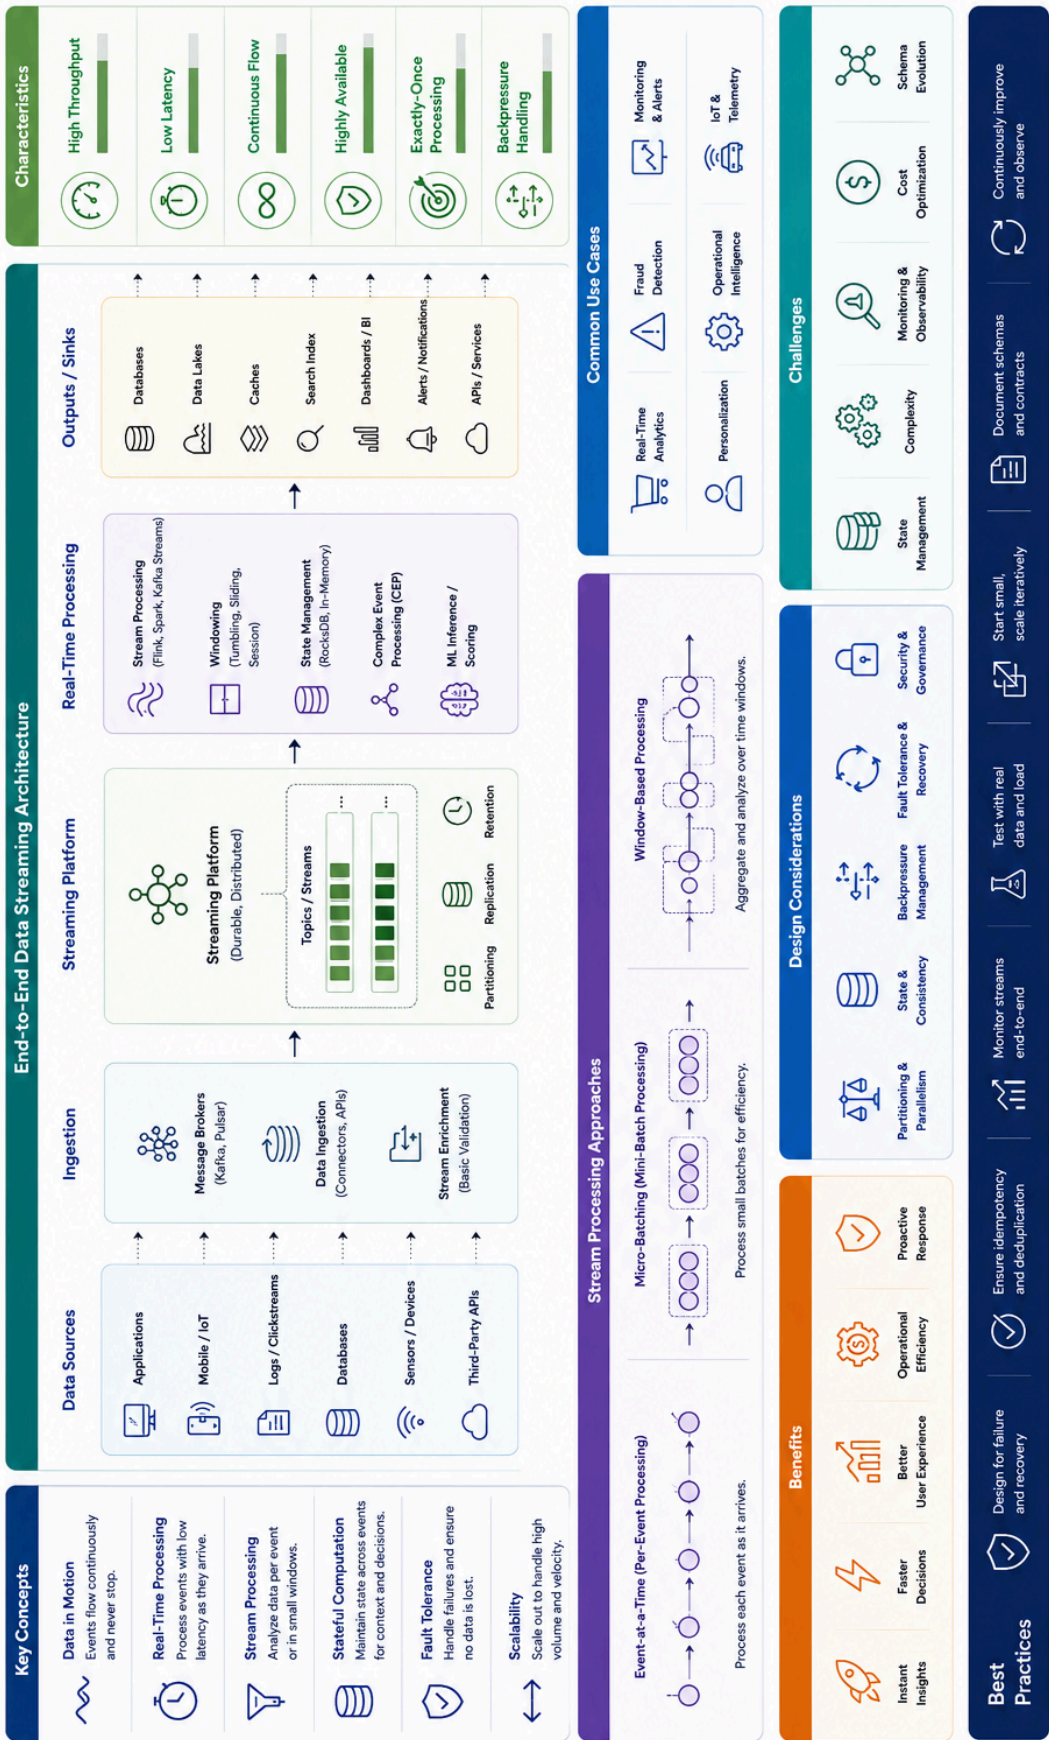 Key Concepts
Data in Motion
Events flow continuously
and never stop.
Real-Time Processing
Process events with low
latency as they arrive.
Stream Processing
Analyze data per event
or in small windows.
Stateful Computation
Maintain state across events
for context and decisions.
Fault Tolerance
Handle failures and ensure
no data is lost.
Scalability
Scale out to handle high
volume and velocity.
End-to-End Data Streaming Architecture
Data Sources
Applications
Mobile / IoT
Logs / Clickstreams
Databases
Sensors / Devices
Third-Party APIs
Ingestion
Message Brokers
(Kafka, Pulsar)
Data Ingestion
(Connectors, APIs)
Stream Enrichment
(Basic Validation)
Streaming Platform
Streaming Platform
(Durable, Distributed)
Topics / Streams
...
...
Partitioning
Replication
Retention
Real-Time Processing
Stream Processing
(Flink, Spark, Kafka Streams)
Windowing
(Tumbling, Sliding,
Session)
State Management
(RocksDB, In-Memory)
Complex Event
Processing (CEP)
ML Inference /
Scoring
Outputs / Sinks
Databases
Data Lakes
Caches
Search Index
Dashboards / BI
Alerts / Notifications
APIs / Services
Characteristics
High Throughput
Low Latency
Continuous Flow
Highly Available
Exactly-Once
Processing
Backpressure
Handling
Stream Processing Approaches
Event-at-a-Time (Per-Event Processing)
Process each event as it arrives.
Micro-Batching (Mini-Batch Processing)
Process small batches for efficiency.
Window-Based Processing
Aggregate and analyze over time windows.
Common Use Cases
Real-Time
Analytics
Fraud
Detection
Monitoring
& Alerts
Personalization
Operational
Intelligence
IoT &
Telemetry
Benefits
Instant
Insights
Faster
Decisions
Better
User Experience
Operational
Efficiency
Proactive
Response
Design Considerations
Partitioning &
Parallelism
State &
Consistency
Backpressure
Management
Fault Tolerance &
Recovery
Security &
Governance
Challenges
State
Management
Complexity
Monitoring &
Observability
Cost
Optimization
Schema
Evolution
Best
Practices
Design for failure
and recovery
Ensure idempotency
and deduplication
Monitor streams
end-to-end
Test with real
data and load
Start small,
scale iteratively
Document schemas
and contracts
Continuously improve
and observe